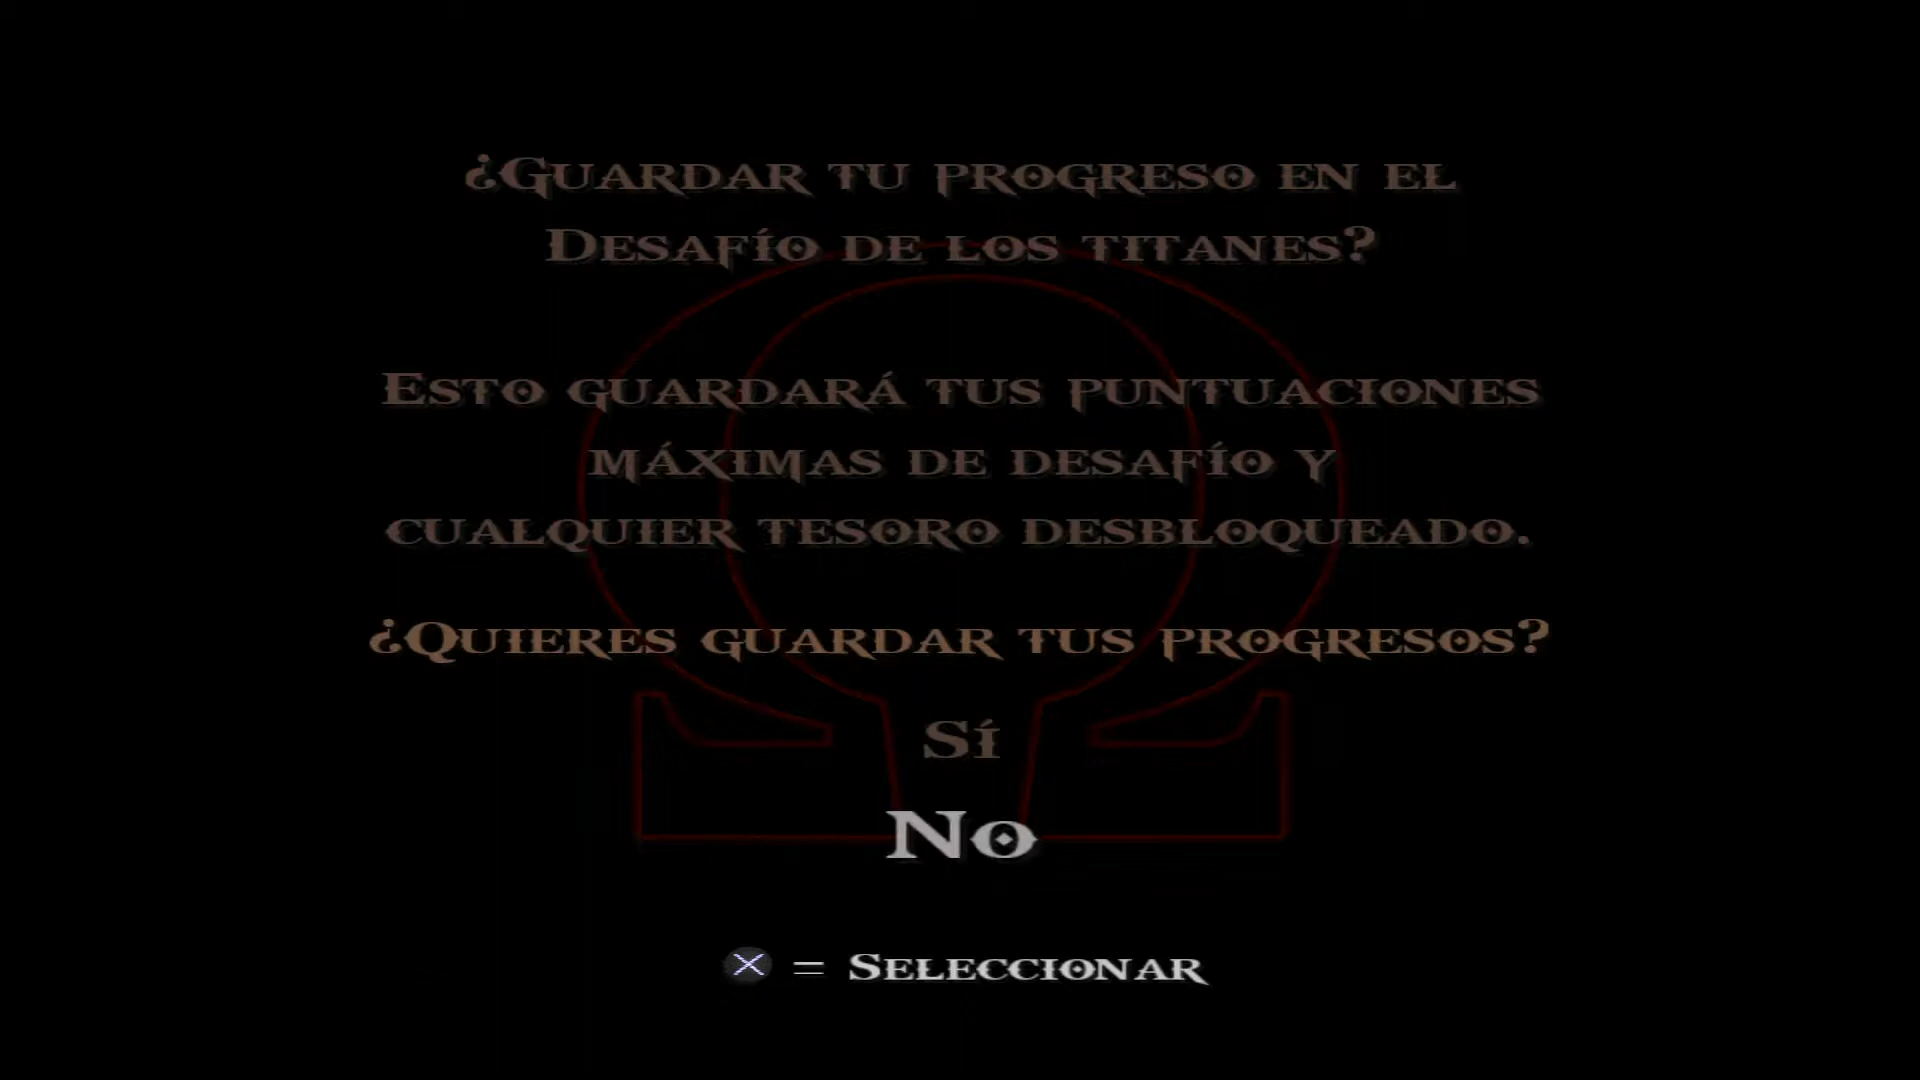 ¿Guardar tu progreso en el
Desafío de los titanes?
Esto guardará tus puntuaciones
máximas de desafío y
cualquier tesoro desbloqueado.
¿Quieres guardar tus progresos?
Sí
No
= Seleccionar